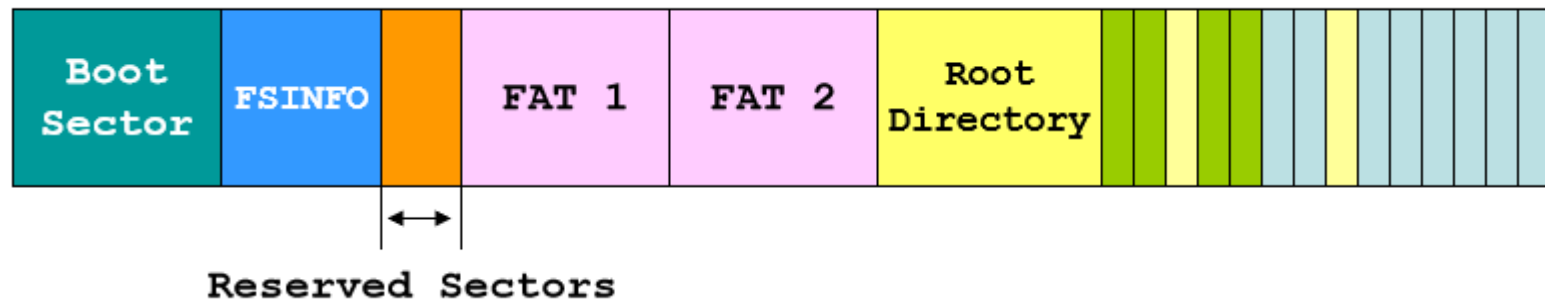 Boot
Sector
FSINFO
FAT 1
FAT 2
Root
Directory
Reserved Sectors